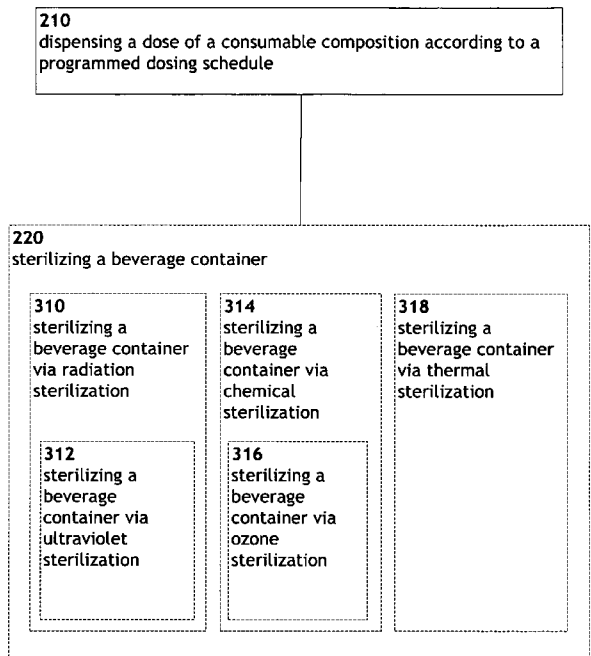 210
dispensing a dose of a consumable composition according to a
programmed dosing schedule
220
sterilizing a beverage container
310
sterilizing a
beverage container
via radiation
sterilization
312
sterilizing a
beverage
container via
ultraviolet
sterilization
314
sterilizing a
beverage
container via
chemical
sterilization
316
sterilizing a
beverage
container via
ozone
sterilization
318
sterilizing a
beverage container
via thermal
sterilization